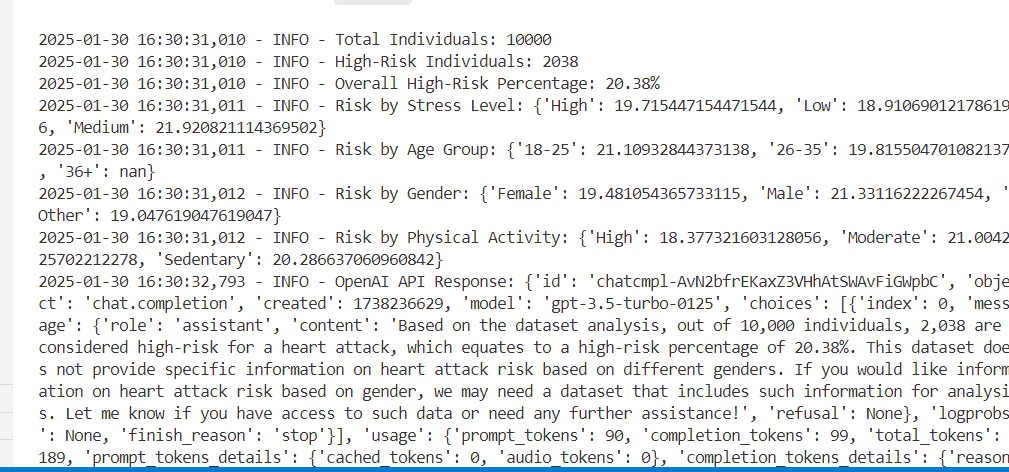 2025-01-30 16:30:31,010 - INFO - Total Individuals: 10000
2025-01-30 16:30:31,010 - INFO - High-Risk Individuals: 2038
2025-01-30 16:30:31,010 - INFO - Overall High-Risk Percentage: 20.38%
2025-01-30 16:30:31,011 - INFO - Risk by Stress Level: {'High': 19.715447154471544, 'Low': 18.91069012178619
6, 'Medium': 21.920821114369502}
2025-01-30 16:30:31,011 - INFO - Risk by Age Group: {'18-25': 21.10932844373138, '26-35': 19.815504701082137
, '36+': nan}
2025-01-30 16:30:31,012 - INFO - Risk by Gender: {'Female': 19.481054365733115, 'Male': 21.33116222267454, '
Other': 19.047619047619047}
2025-01-30 16:30:31,012 - INFO - Risk by Physical Activity: {'High': 18.377321603128056, 'Moderate': 21.0042
25702212278, 'Sedentary': 20.286637060960842}
2025-01-30 16:30:32,793 - INFO - OpenAI API Response: {'id': 'chatcmpl-AvN2bfrEKaxZ3VHhAtSWAvFiGWpbC', 'obje
ct': 'chat.completion', 'created': 1738236629, 'model': 'gpt-3.5-turbo-0125', 'choices': [{'index': 0, 'mess
age': {'role': 'assistant', 'content': 'Based on the dataset analysis, out of 10,000 individuals, 2,038 are
considered high-risk for a heart attack, which equates to a high-risk percentage of 20.38%. This dataset doe
s not provide specific information on heart attack risk based on different genders. If you would like inform
ation on heart attack risk based on gender, we may need a dataset that includes such information for analysi
s. Let me know if you have access to such data or need any further assistance!', 'refusal': None}, 'logprobs
': None, 'finish_reason': 'stop'}], 'usage': {'prompt_tokens': 90, 'completion_tokens': 99, 'total_tokens':
189, 'prompt_tokens_details': {'cached_tokens': 0, 'audio_tokens': 0}, 'completion_tokens_details': {'reason